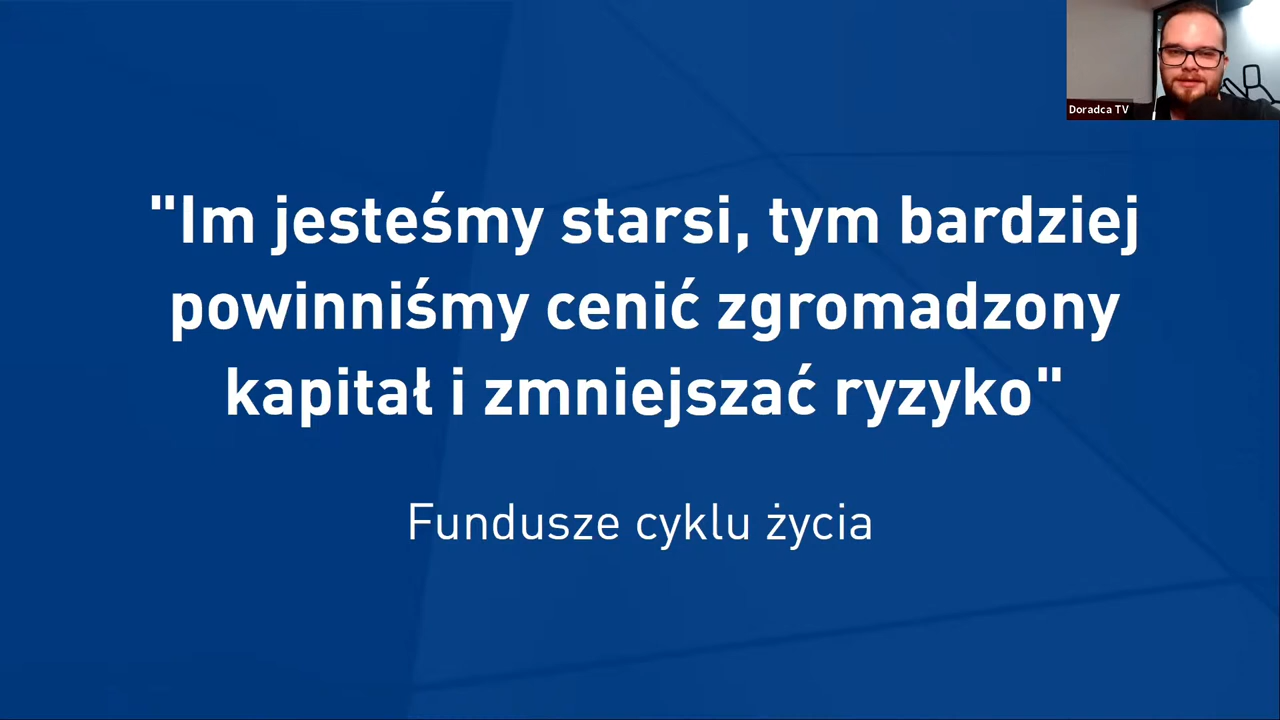 Doradca TV
"Im jesteśmy starsi, tym bardziej
powinniśmy cenić zgromadzony
kapitał i zmniejszać ryzyko"
Fundusze cyklu życia